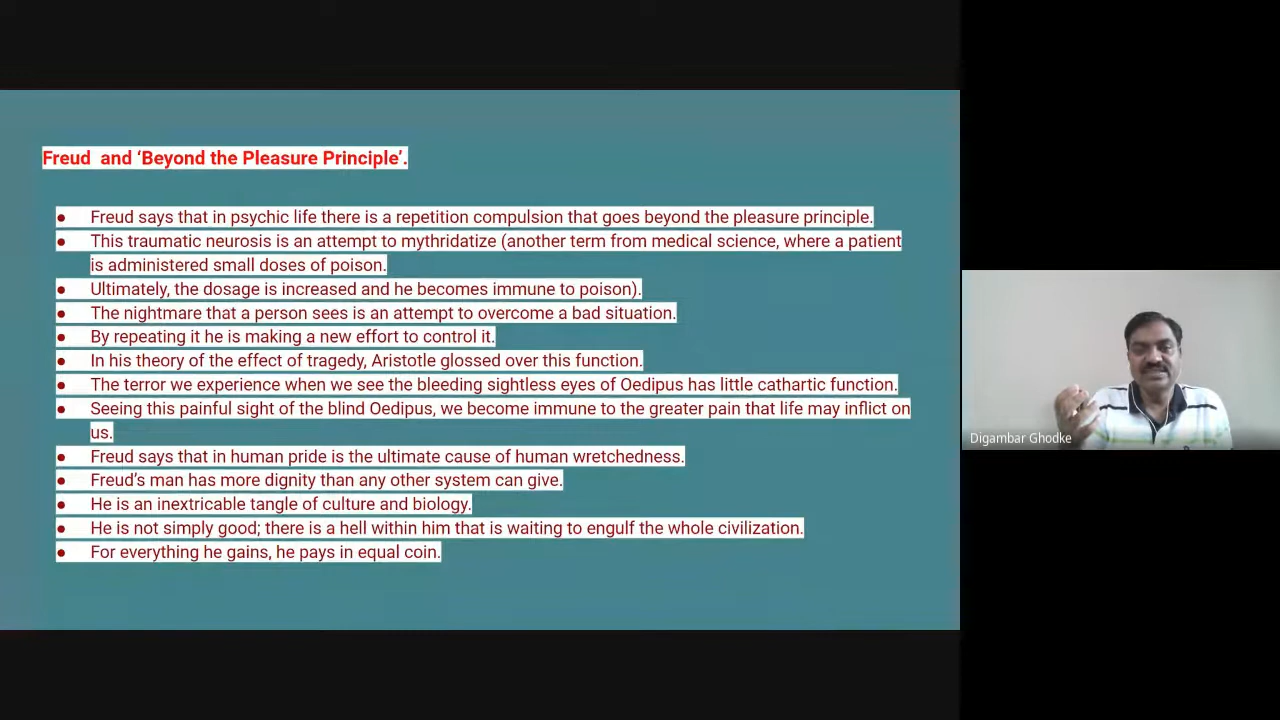 Freud and ‘Beyond the Pleasure Principle’.
● Freud says that in psychic life there is a repetition compulsion that goes beyond the pleasure principle.
● This traumatic neurosis is an attempt to mythridatize (another term from medical science, where a patient
is administered small doses of poison.
● Ultimately, the dosage is increased and he becomes immune to poison).
● The nightmare that a person sees is an attempt to overcome a bad situation.
● By repeating it he is making a new effort to control it.
● In his theory of the effect of tragedy, Aristotle glossed over this function.
● The terror we experience when we see the bleeding sightless eyes of Oedipus has little cathartic function.
● Seeing this painful sight of the blind Oedipus, we become immune to the greater pain that life may inflict on
us.
● Freud says that in human pride is the ultimate cause of human wretchedness.
● Freud’s man has more dignity than any other system can give.
● He is an inextricable tangle of culture and biology.
● He is not simply good; there is a hell within him that is waiting to engulf the whole civilization.
● For everything he gains, he pays in equal coin.
Digambar Ghodke